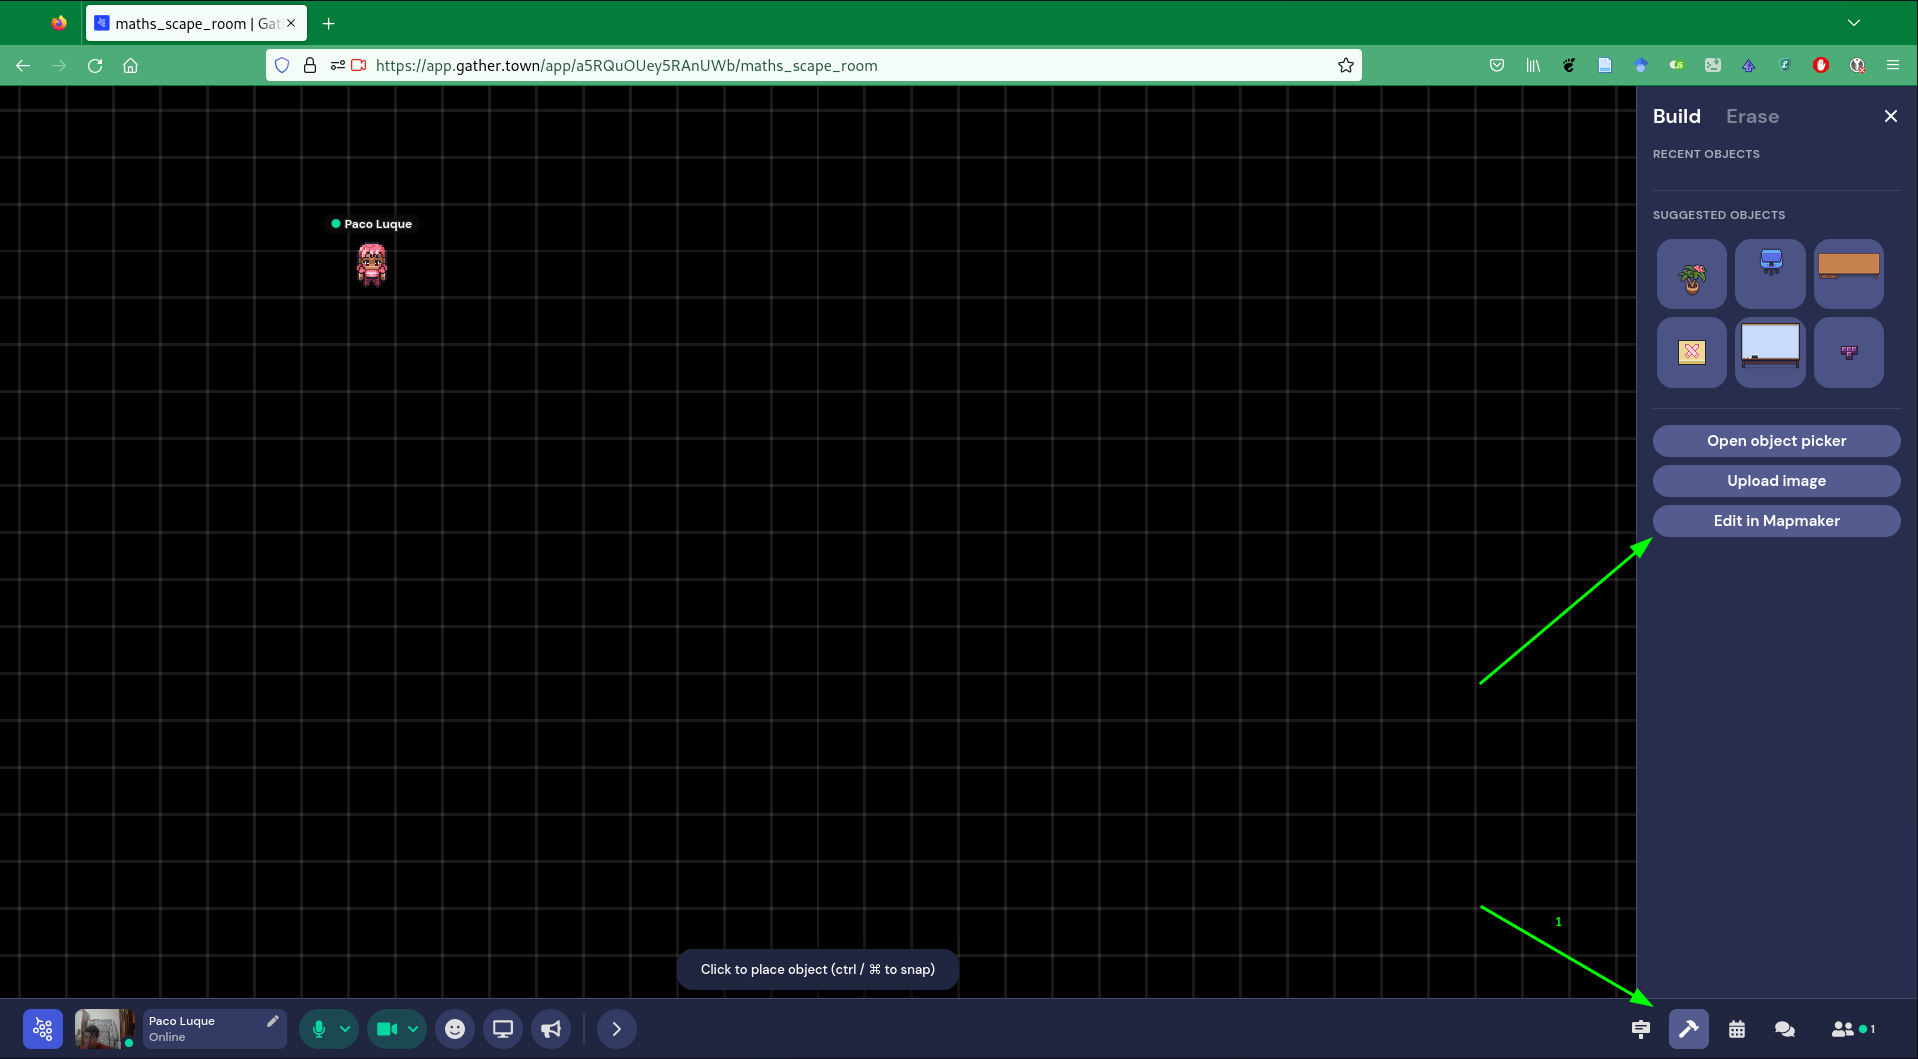 maths_scape_room | Gat
https://app.gather.town/app/a5RQuOUey5RAnUWb/maths_scape_room
Build Erase
RECENT OBJECTS
Paco Luque
SUGGESTED OBJECTS
Open object picker
Upload image
Edit in Mapmaker
1
Click to place object (ctrl / ⌘ to snap)
Paco Luque
Online
1